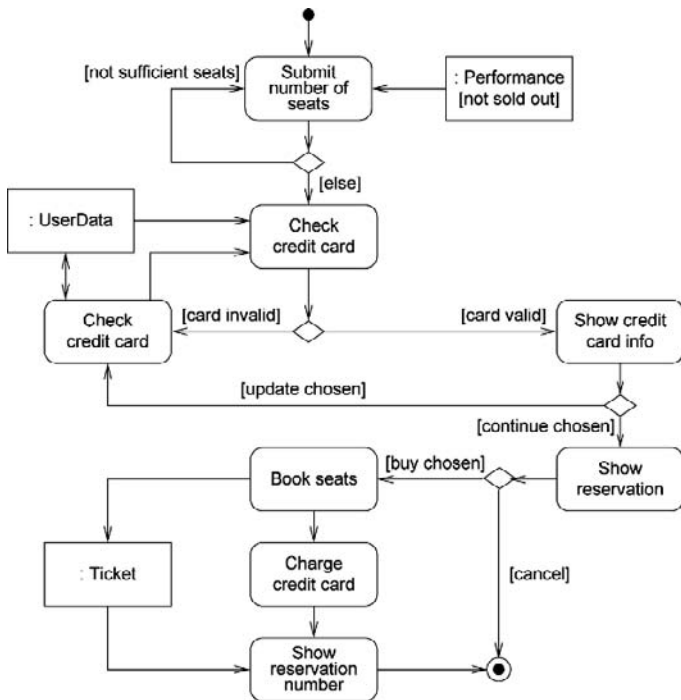 [not sufficient seats]
Submit
number of
seats
: Performance
[not sold out]
[else]
: UserData
Check
credit card
Check
credit card
[card invalid]
[card valid]
Show credit
card info
[update chosen]
[continue chosen]
Book seats
[buy chosen]
Show
reservation
: Ticket
Charge
credit card
[cancel]
Show
reservation
number